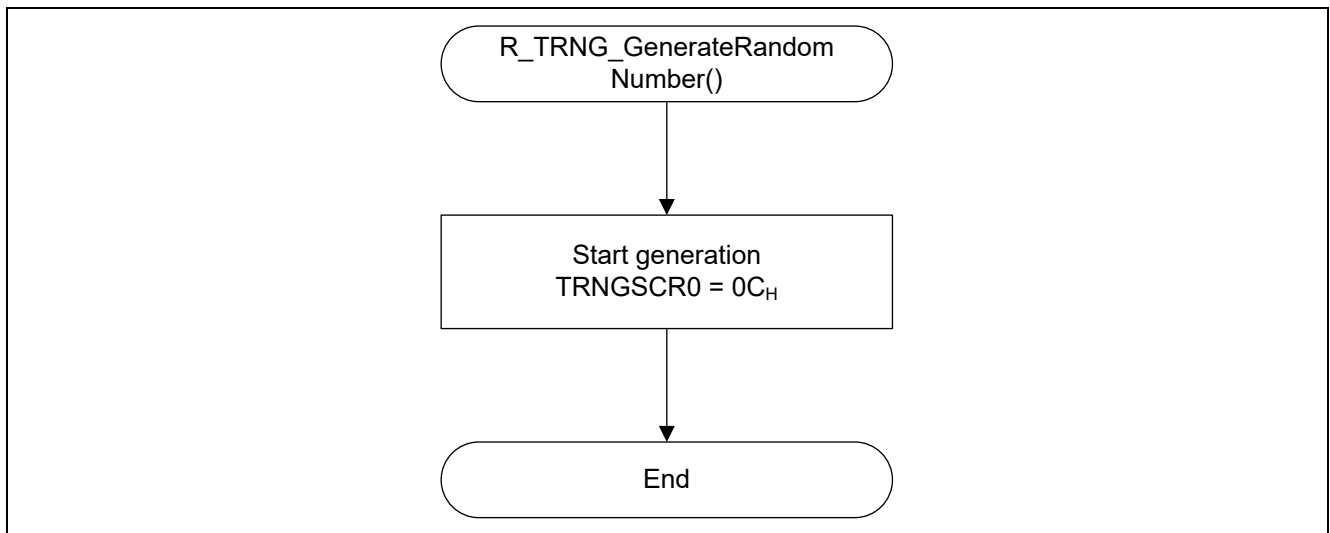 R_TRNG_GenerateRandom
Number()
Start generation
TRNGSCR0 = 0CH
End